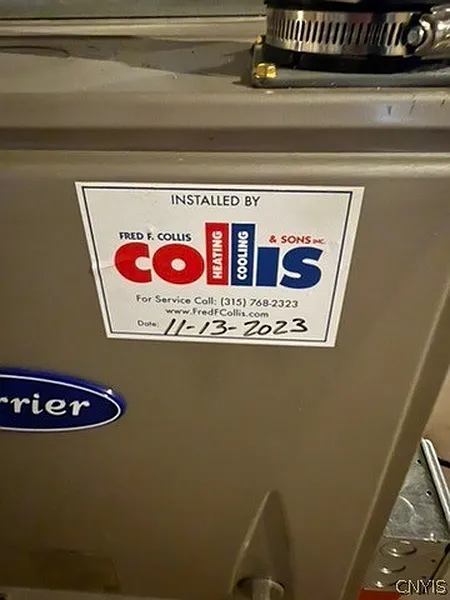 INSTALLED BY
FRED F. COLLIS & SONS INC.
collis
HEATING
COOLING
For Service Call: (315) 768-2323
www.FredFCollis.com
Date: 11-13-2023
rrier
CNYIS